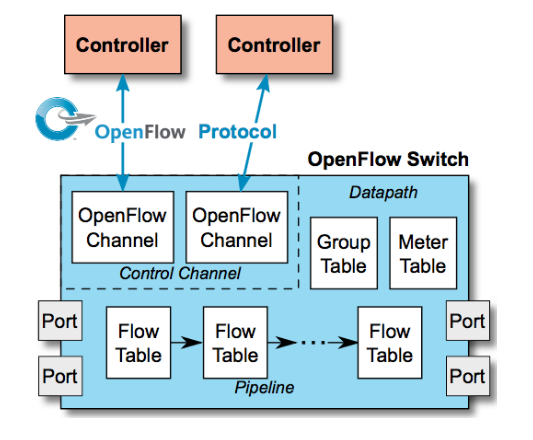 Controller
Controller
OpenFlow Protocol
OpenFlow Switch
Datapath
OpenFlow
Channel
OpenFlow
Channel
Control Channel
Group
Table
Meter
Table
Port
Port
Flow
Table
Flow
Table
...
Flow
Table
Pipeline
Port
Port